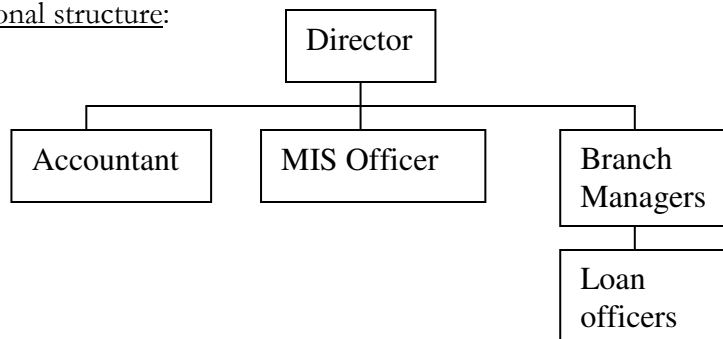 onal structure:
Director
Accountant
MIS Officer
Branch
Managers
Loan
officers